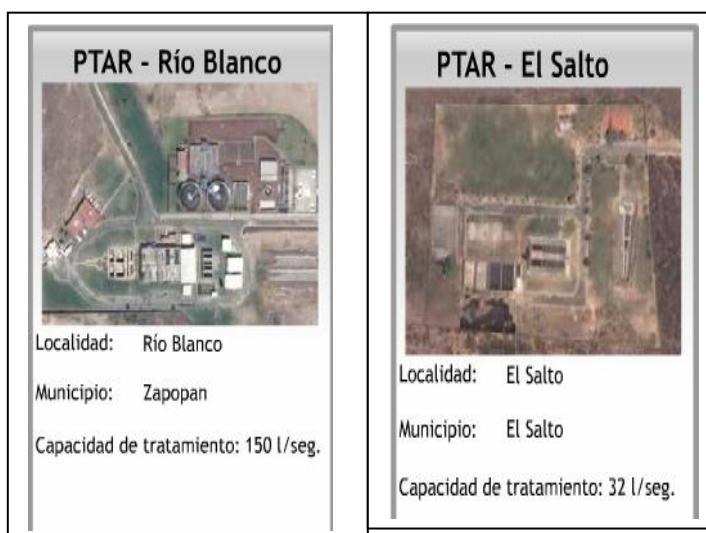 PTAR - Río Blanco
Localidad: Río Blanco
Municipio: Zapopan
Capacidad de tratamiento: 150 l/seg.
PTAR - El Salto
Localidad: El Salto
Municipio: El Salto
Capacidad de tratamiento: 32 l/seg.